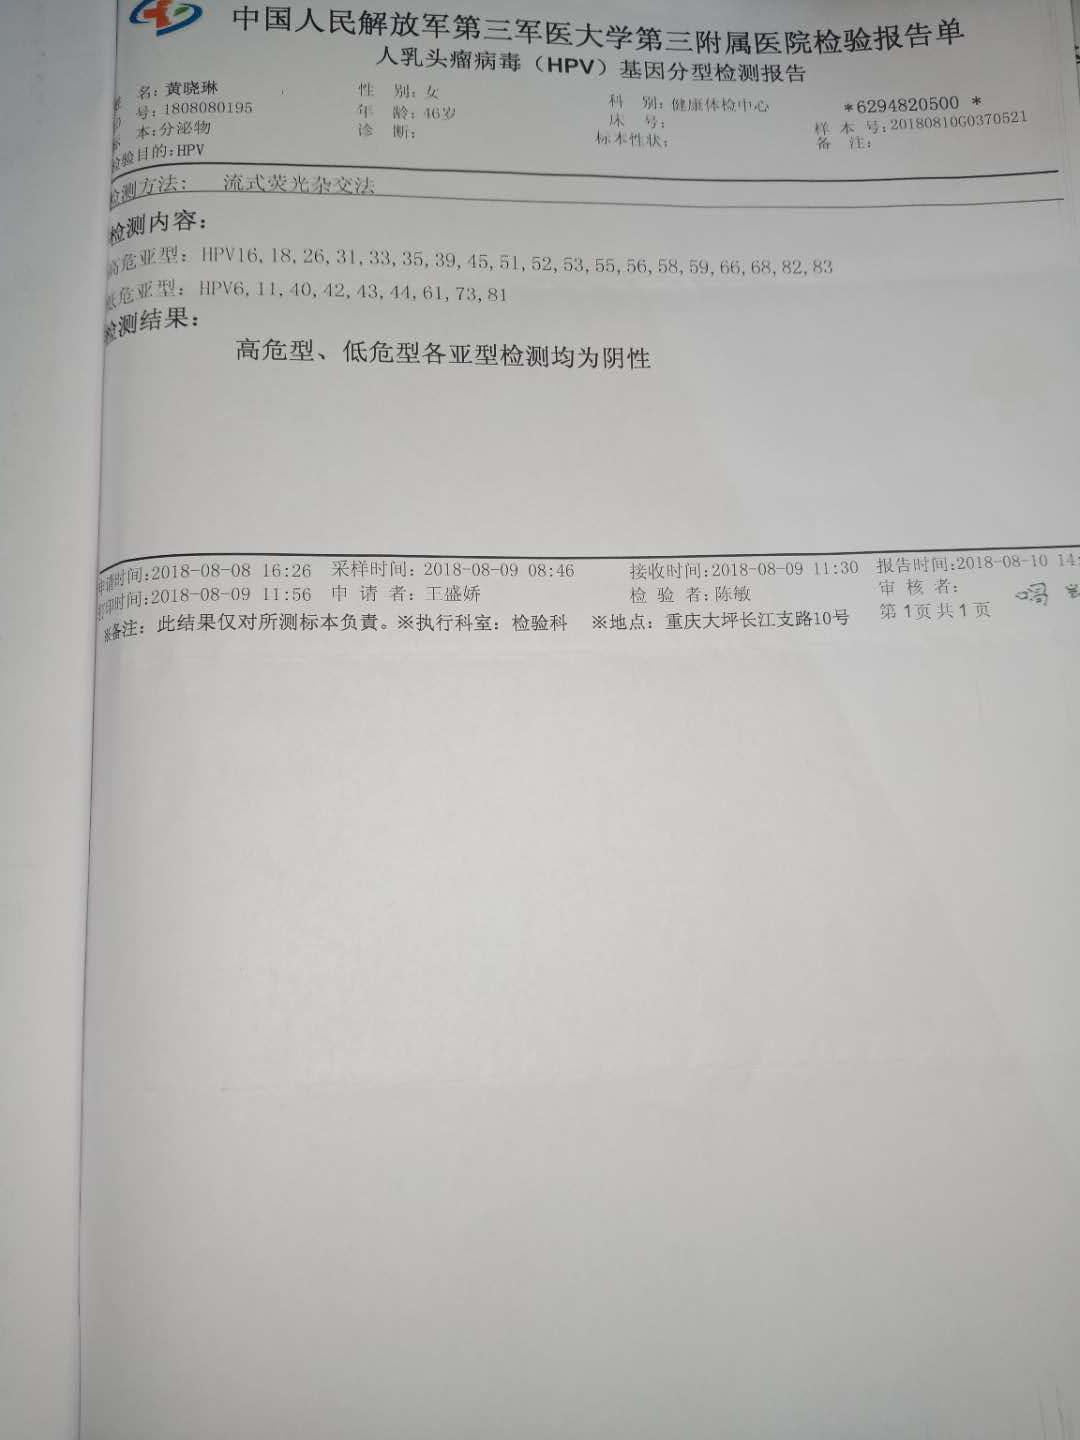 中国人民解放军第三军医大学第三附属医院检验报告单
人乳头瘤病毒（HPV）基因分型检测报告
名：黄晓琳 性 别：女 科 别：健康体检中心 *6294820500 *
号：1808080195 年 龄：46岁 床 号： 样 本 号：20180810G0370521
本：分泌物 诊 断： 标本性状： 备 注：
检验目的：HPV
检测方法： 流式荧光杂交法
检测内容：
高危亚型：HPV16,18,26,31,33,35,39,45,51,52,53,55,56,58,59,66,68,82,83
低危亚型：HPV6,11,40,42,43,44,61,73,81
检测结果：
高危型、低危型各亚型检测均为阴性
申请时间：2018-08-08 16:26 采样时间：2018-08-09 08:46 接收时间：2018-08-09 11:30 报告时间：2018-08-10 14:
打印时间：2018-08-09 11:56 申 请 者：王盛娇 检 验 者：陈敏 审 核 者：
※备注：此结果仅对所测标本负責。※执行科室：检验科 ※地点：重庆大坪长江支路10号 第1页共1页